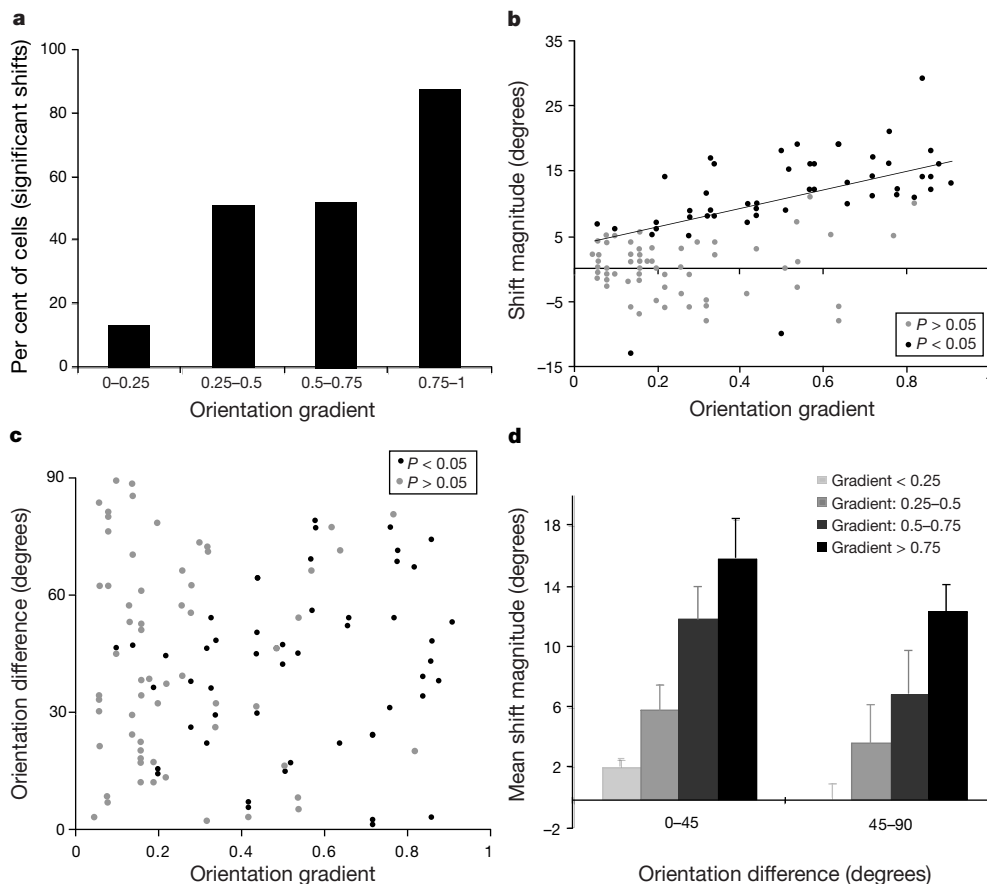 a
Per cent of cells (significant shifts)
100
80
60
40
20
0
0–0.25
0.25–0.5
0.5–0.75
0.75–1
Orientation gradient
b
Shift magnitude (degrees)
35
25
15
5
−5
−15
0
0.2
0.4
0.6
0.8
1
P > 0.05
P < 0.05
Orientation gradient
c
Orientation difference (degrees)
90
60
30
0
0
0.2
0.4
0.6
0.8
1
P < 0.05
P > 0.05
Orientation gradient
d
Mean shift magnitude (degrees)
18
14
10
6
2
−2
Gradient < 0.25
Gradient: 0.25–0.5
Gradient: 0.5–0.75
Gradient > 0.75
0–45
45–90
Orientation difference (degrees)